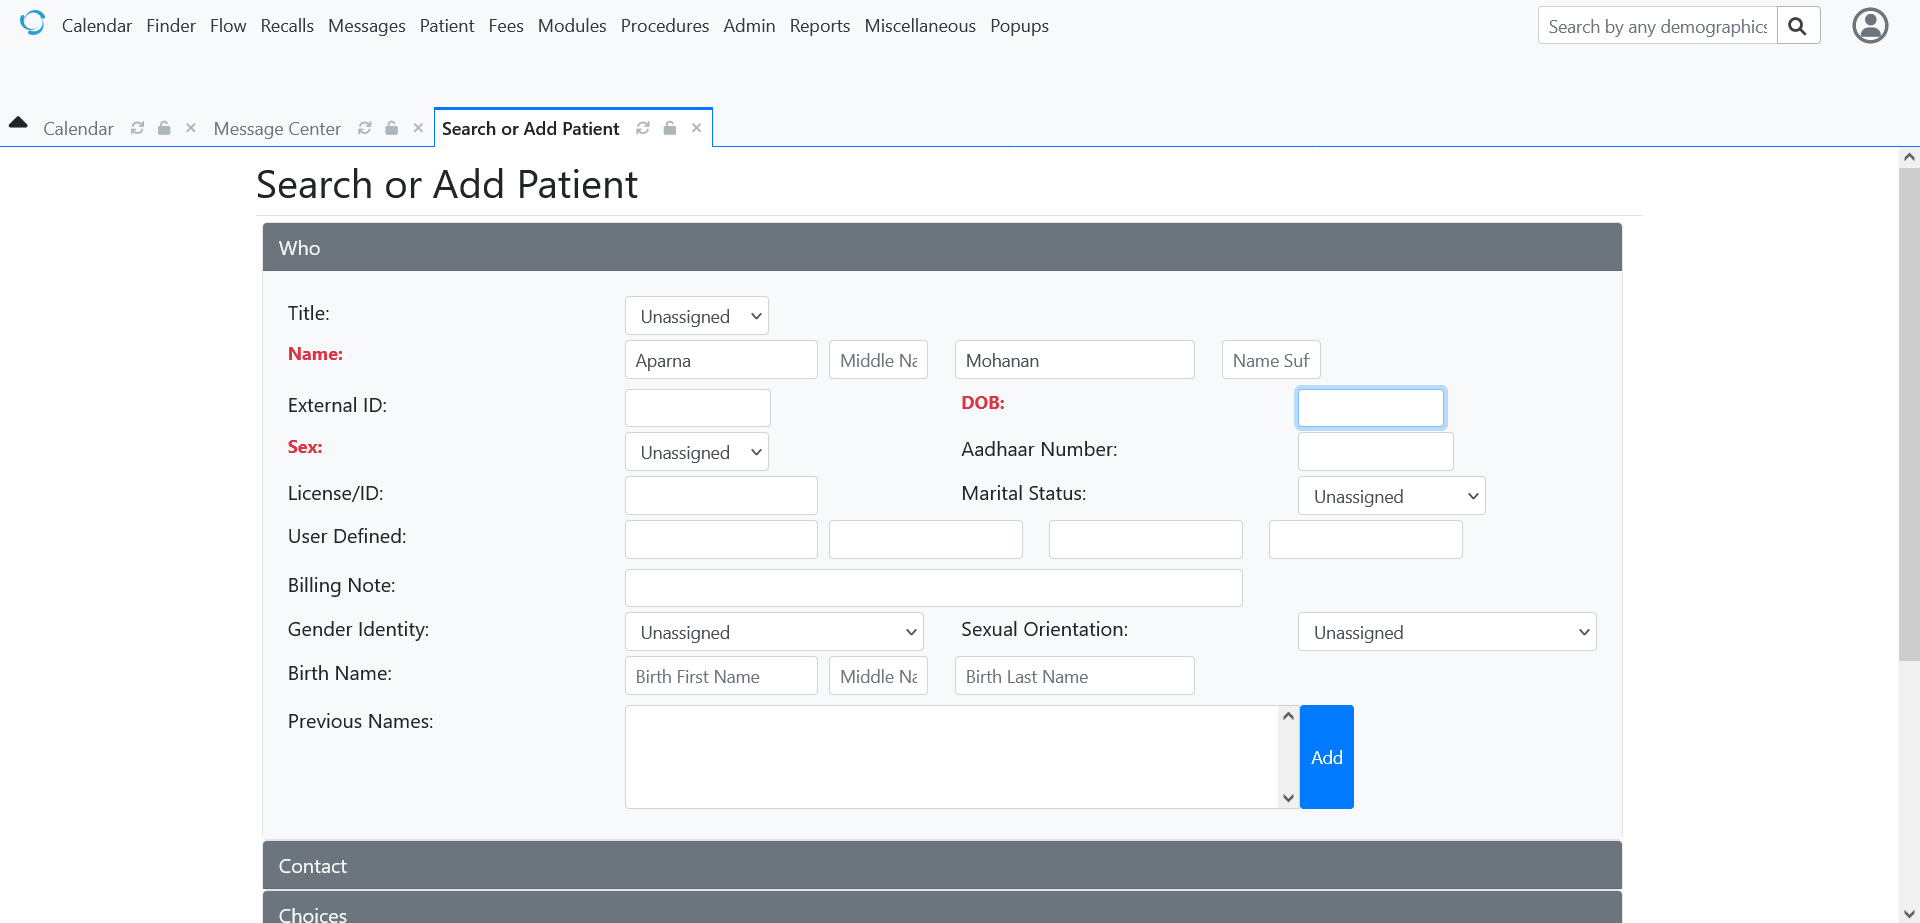 Calendar Finder Flow Recalls Messages Patient Fees Modules Procedures Admin Reports Miscellaneous Popups Search by any demographics
Calendar Message Center Search or Add Patient
Search or Add Patient
Who
Title: Unassigned
Name: Aparna Middle Na Mohanan Name Suf
External ID: DOB:
Sex: Unassigned Aadhaar Number:
License/ID: Marital Status: Unassigned
User Defined:
Billing Note:
Gender Identity: Unassigned Sexual Orientation: Unassigned
Birth Name: Birth First Name Middle Na Birth Last Name
Previous Names:
Add
Contact
Choices